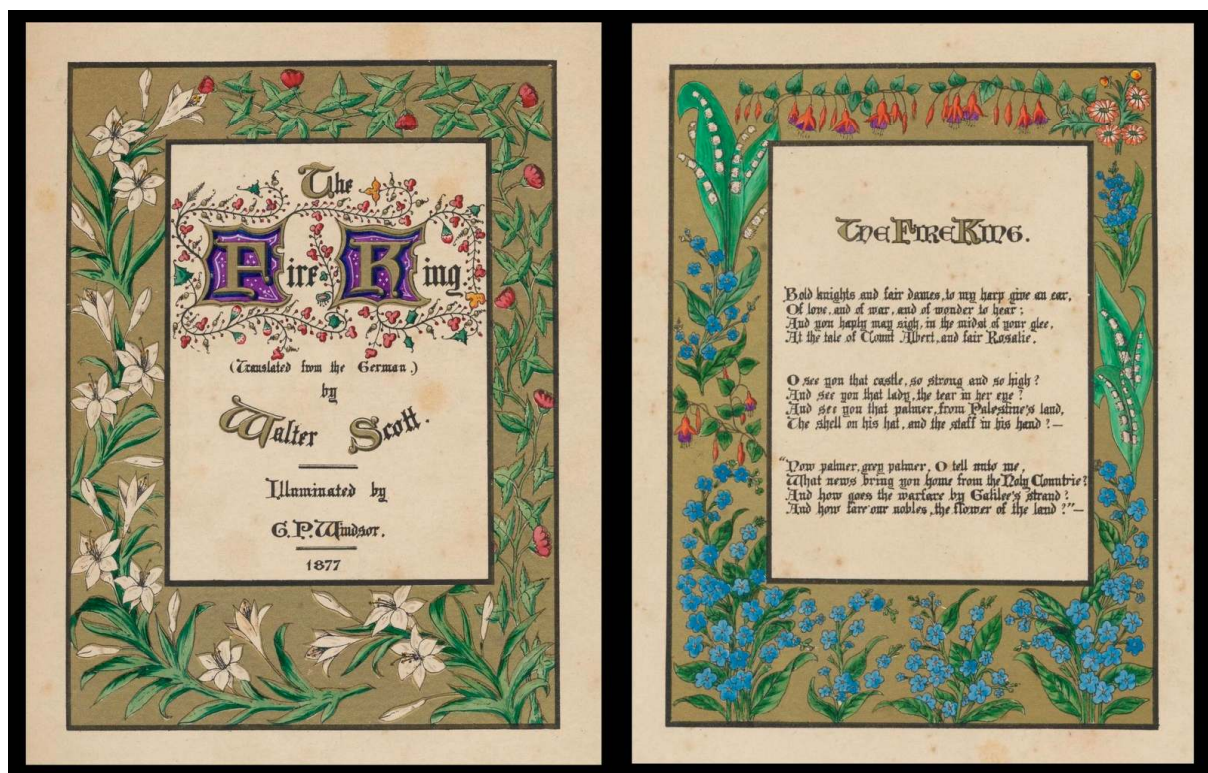 The
Fire King.
(Translated from the German.)
by
Walter Scott.
Illuminated by
G. P. Windsor.
1877
The Fire King.
Bold knights and fair dames, to my harp give an ear,
Of love, and of war, and of wonder to hear;
And you haply may sigh, in the midst of your glee,
At the tale of Count Albert, and fair Rosalie.
O see you that castle, so strong and so high?
And see you that lady, the tear in her eye?
And see you that palmer, from Palestine's land,
The shell on his hat, and the staff in his hand?—
"Now palmer, grey palmer, O tell unto me,
What news bring you home from the Holy Countrie?
And how goes the warfare by Galilee's strand?
And how fare our nobles, the flower of the land?"—